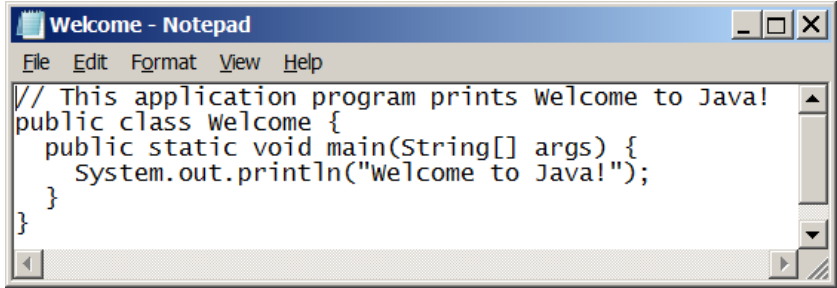 Welcome - Notepad
File Edit Format View Help
// This application program prints Welcome to Java!
public class Welcome {
  public static void main(String[] args) {
    System.out.println("Welcome to Java!");
  }
}